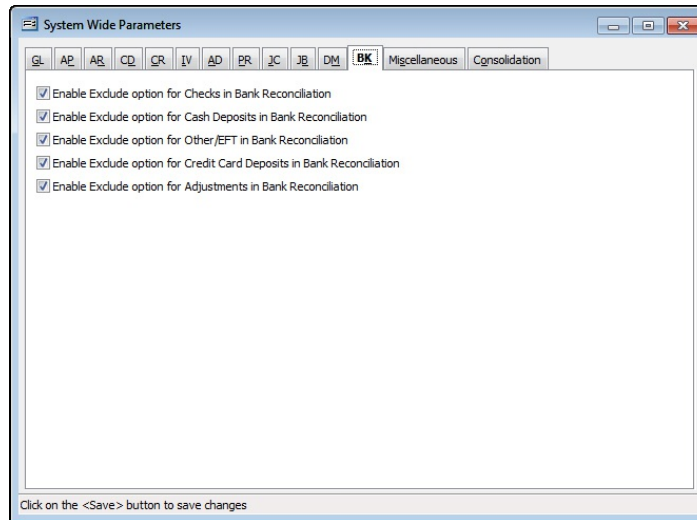 System Wide Parameters
GL AP AR CD CR IV AD PR JC JB DM BK Miscellaneous Consolidation
Enable Exclude option for Checks in Bank Reconciliation
Enable Exclude option for Cash Deposits in Bank Reconciliation
Enable Exclude option for Other/EFT in Bank Reconciliation
Enable Exclude option for Credit Card Deposits in Bank Reconciliation
Enable Exclude option for Adjustments in Bank Reconciliation
Click on the <Save> button to save changes